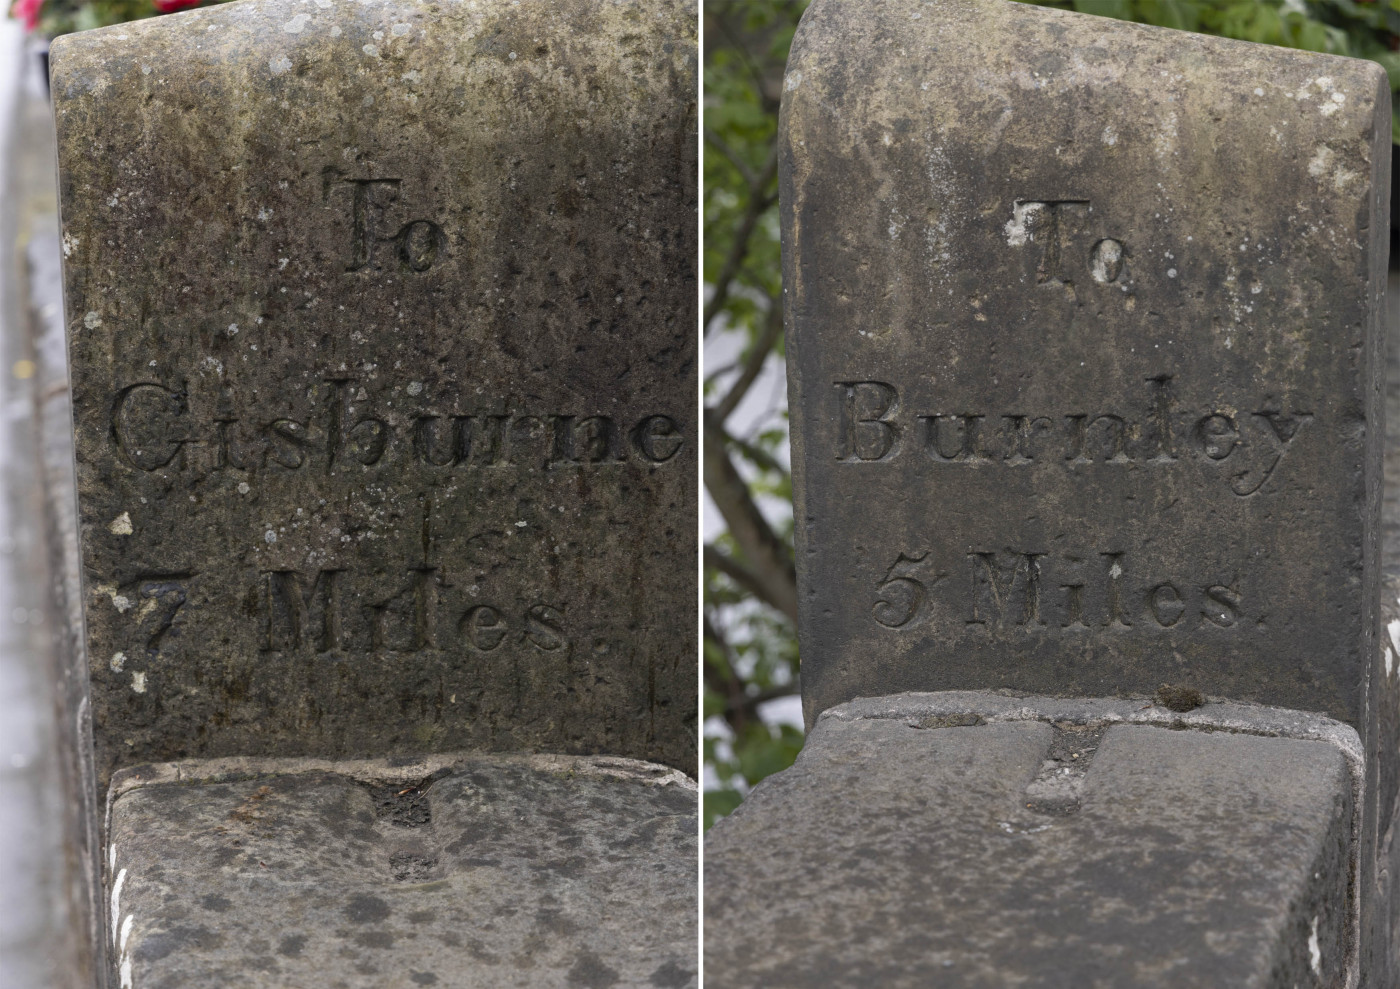 To
Gisburne
7 Miles.
To
Burnley
5 Miles.